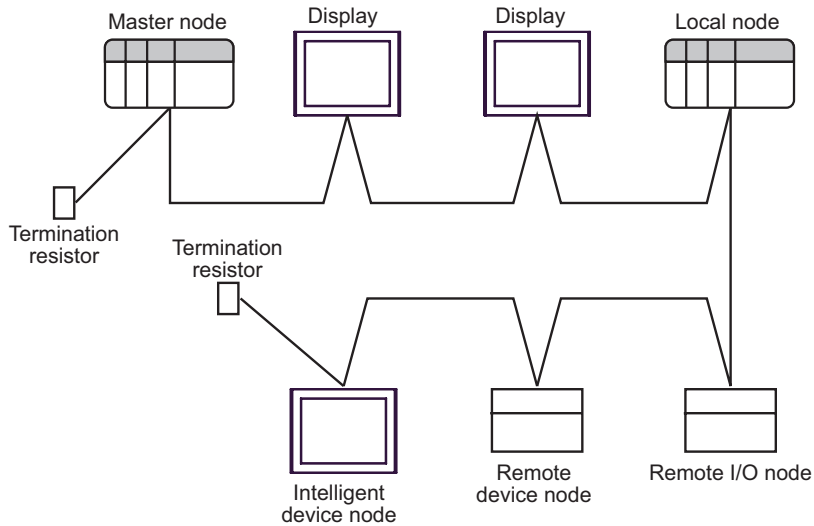 Master node
Display
Display
Local node
Termination
resistor
Termination
resistor
Intelligent
device node
Remote
device node
Remote I/O node